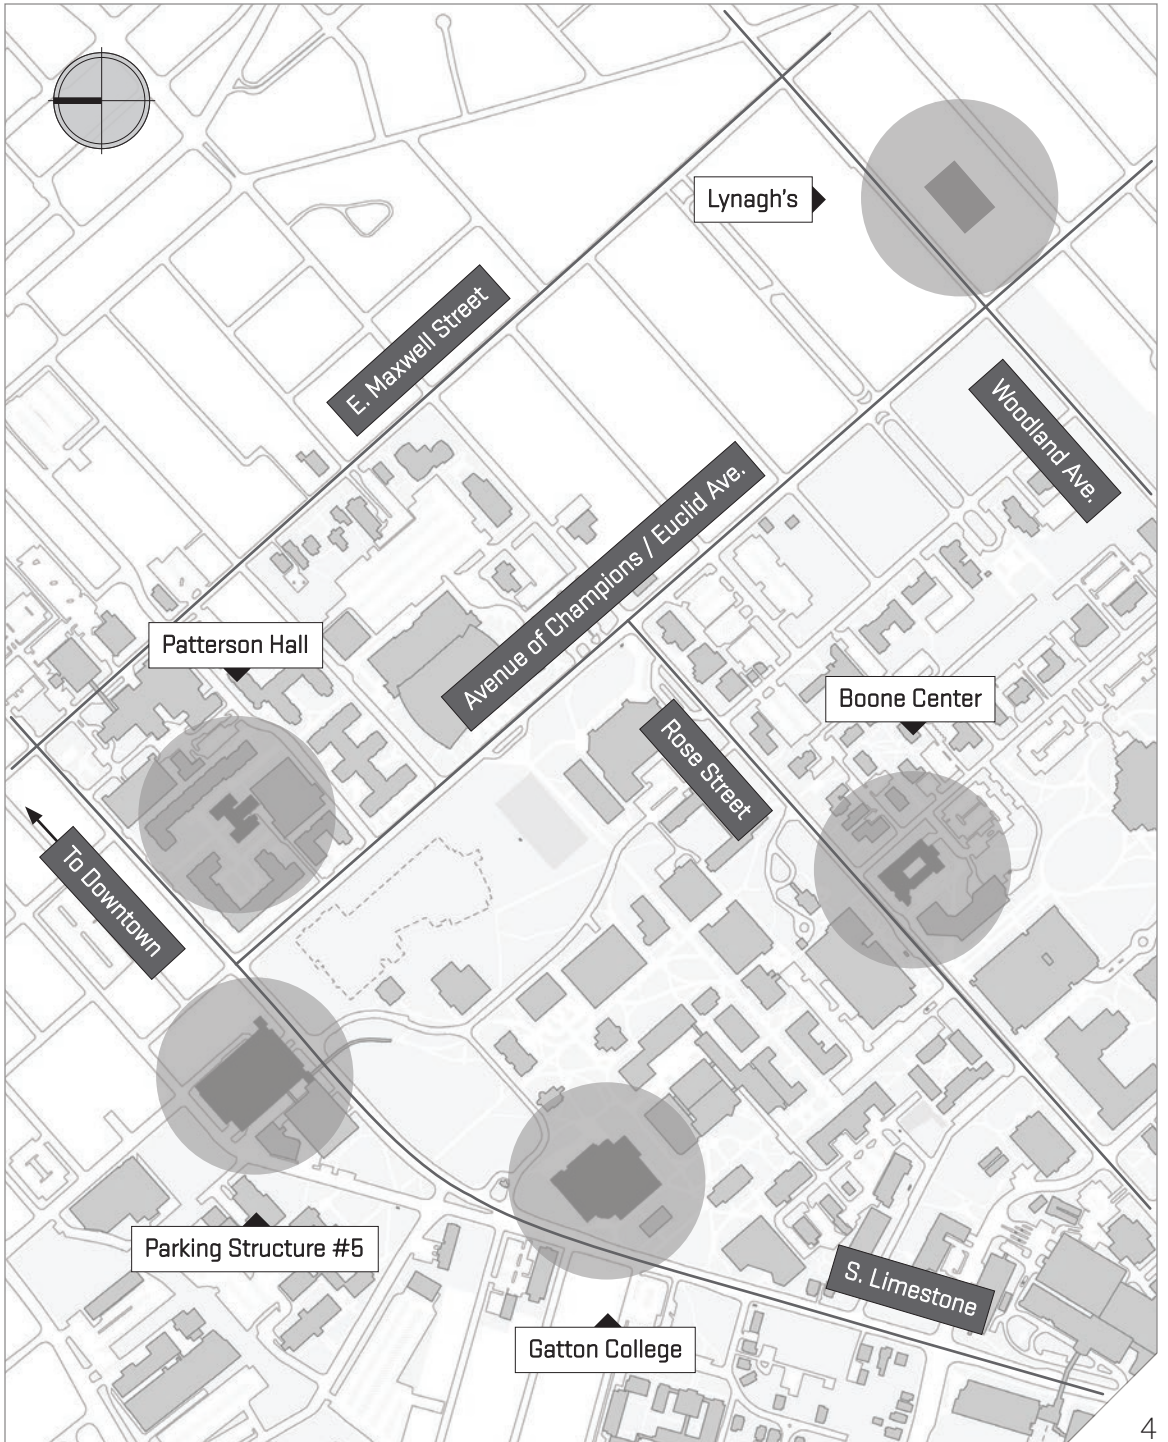 Lynagh's
E. Maxwell Street
Woodland Ave.
Avenue of Champions / Euclid Ave.
Patterson Hall
Boone Center
Rose Street
To Downtown
Parking Structure #5
S. Limestone
Gatton College
4